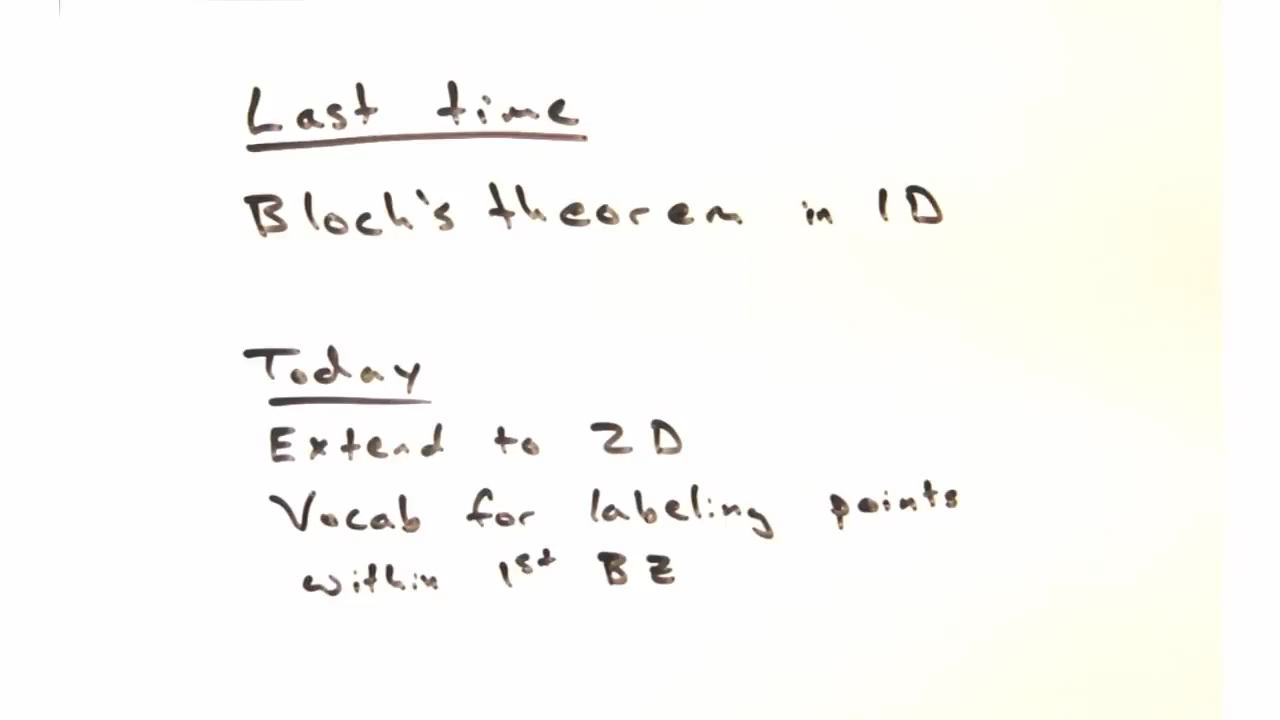 Last time
Bloch's theorem in 1D
Today
Extend to 2D
Vocab for labeling points
within 1st BZ